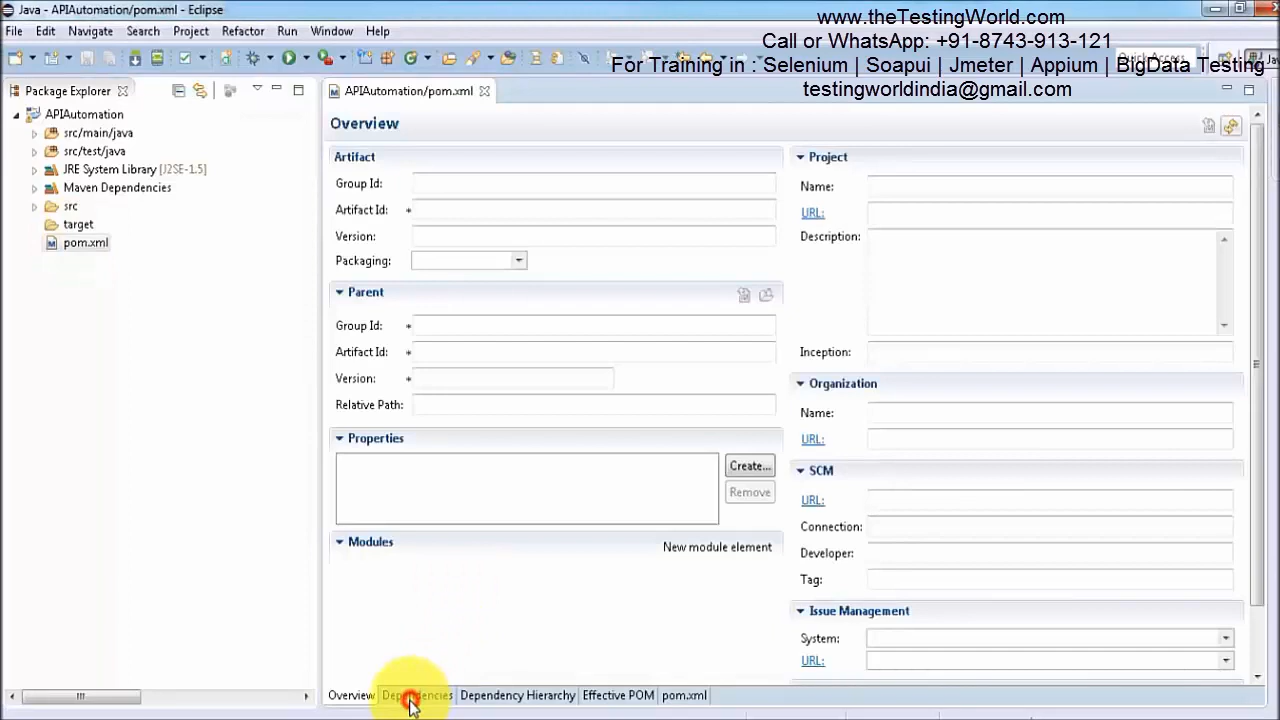 Java - APIAutomation/pom.xml - Eclipse
www.theTestingWorld.com
File Edit Navigate Search Project Refactor Run Window Help
Call or WhatsApp: +91-8743-913-121
Quick Access
For Training in : Selenium | Soapui | Jmeter | Appium | BigData Testing
testingworldindia@gmail.com
Package Explorer
APIAutomation/pom.xml
APIAutomation
src/main/java
src/test/java
JRE System Library [J2SE-1.5]
Maven Dependencies
src
target
pom.xml
Overview
Artifact
Group Id:
Artifact Id: *
Version:
Packaging:
Parent
Group Id: *
Artifact Id: *
Version: *
Relative Path:
Properties
Create...
Remove
Modules
New module element
Project
Name:
URL:
Description:
Inception:
Organization
Name:
URL:
SCM
URL:
Connection:
Developer:
Tag:
Issue Management
System:
URL:
Overview Dependencies Dependency Hierarchy Effective POM pom.xml